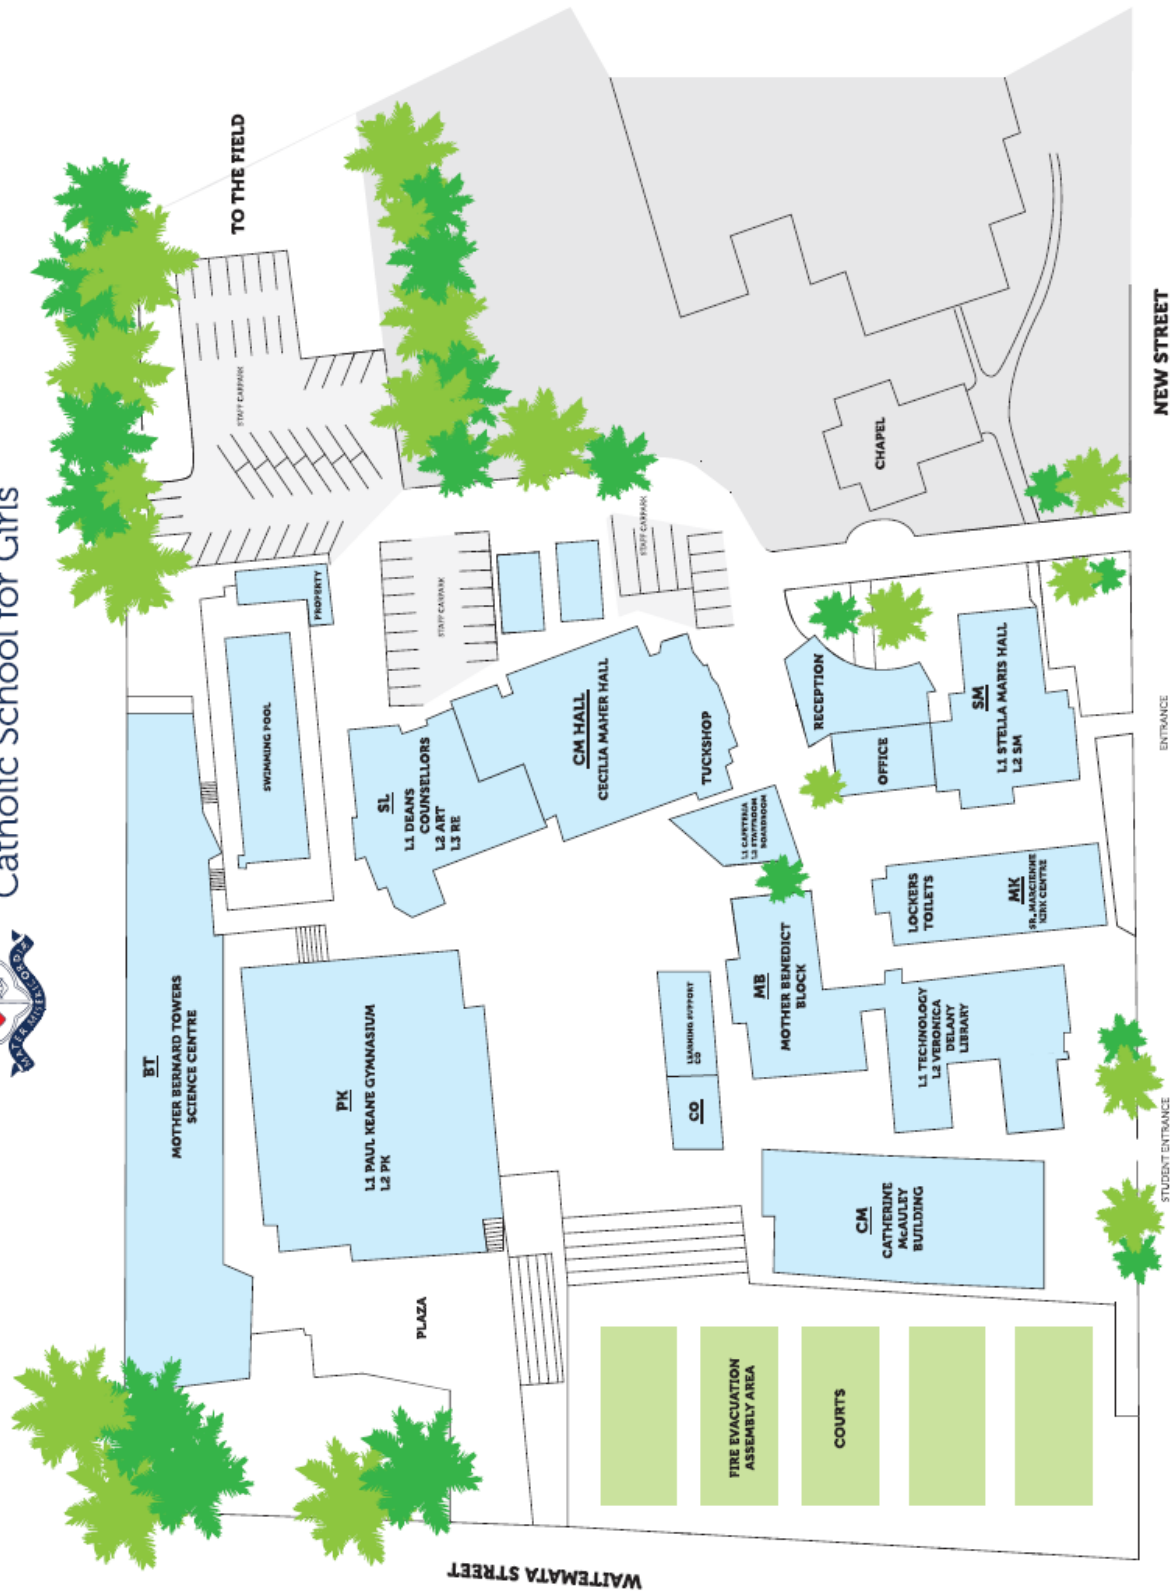 Catholic School for Girls
MATER MISERICORDIÆ
TO THE FIELD
STAFF CARPARK
STAFF CARPARK
STAFF CARPARK
PROPERTY
SWIMMING POOL
BT
MOTHER BERNARD TOWERS
SCIENCE CENTRE
PK
L1 PAUL KEANE GYMNASIUM
L2 PK
PLAZA
SL
L1 DEANS
COUNSELLORS
L2 ART
L3 RE
CM HALL
CECILIA MAHER HALL
TUCKSHOP
L1 CAFETERIA
L2 STAFFROOM
BOARDROOM
RECEPTION
OFFICE
SM
L1 STELLA MARIS HALL
L2 SM
CHAPEL
LOCKERS
TOILETS
MK
SR. MARCIENNE
KIRK CENTRE
MB
MOTHER BENEDICT
BLOCK
LEARNING SUPPORT
CO
CO
L1 TECHNOLOGY
L2 VERONICA
DELANY
LIBRARY
CM
CATHERINE
McAULEY
BUILDING
FIRE EVACUATION
ASSEMBLY AREA
COURTS
WAITEMATA STREET
STUDENT ENTRANCE
ENTRANCE
NEW STREET